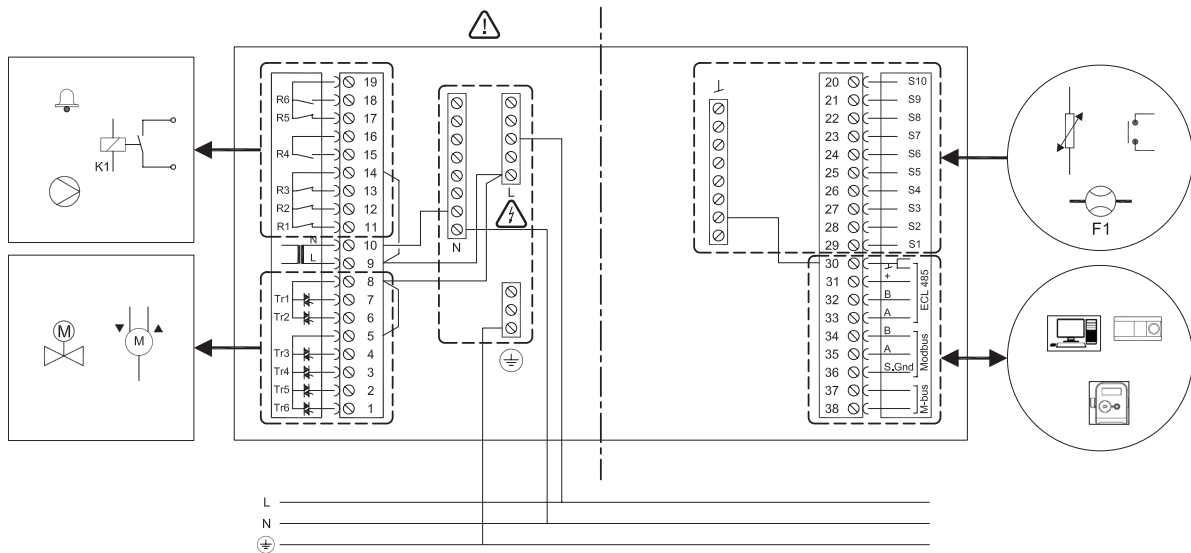 K1
M
M
R6
R5
R4
R3
R2
R1
N
L
Tr1
Tr2
Tr3
Tr4
Tr5
Tr6
19
18
17
16
15
14
13
12
11
10
9
8
7
6
5
4
3
2
1
N
L
20 S10
21 S9
22 S8
23 S7
24 S6
25 S5
26 S4
27 S3
28 S2
29 S1
30
31 +
32 B
33 A
34 B
35 A
36 S.Gnd
37
38
ECL 485
Modbus
M-bus
F1
L
N